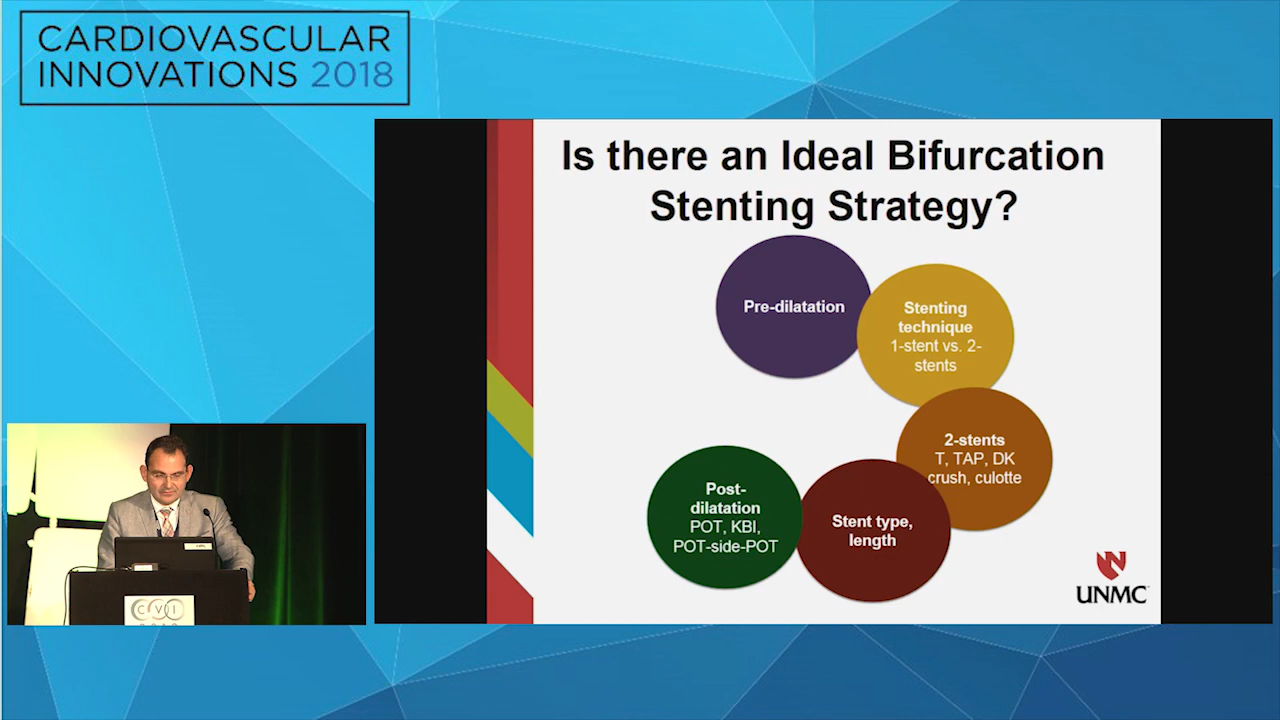 CARDIOVASCULAR
INNOVATIONS 2018
Is there an Ideal Bifurcation
Stenting Strategy?
Pre-dilatation
Stenting
technique
1-stent vs. 2-
stents
2-stents
T, TAP, DK
crush, culotte
Stent type,
length
Post-
dilatation
POT, KBI,
POT-side-POT
UNMC
CVI